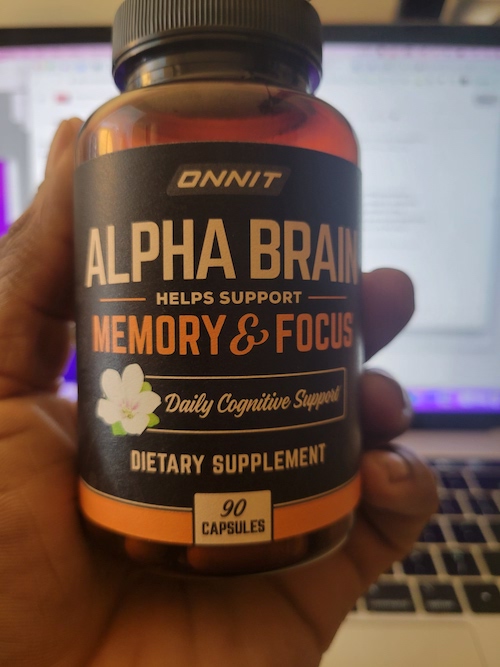 ONNIT
ALPHA BRAIN
HELPS SUPPORT
MEMORY & FOCUS
Daily Cognitive Support
DIETARY SUPPLEMENT
90
CAPSULES